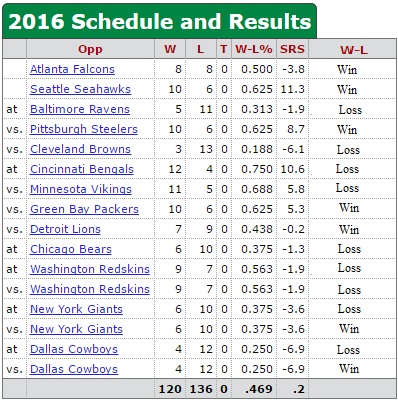 2016 Schedule and Results
Opp W L T W-L% SRS W-L
Atlanta Falcons 8 8 0 0.500 -3.8 Win
Seattle Seahawks 10 6 0 0.625 11.3 Win
at Baltimore Ravens 5 11 0 0.313 -1.9 Loss
vs. Pittsburgh Steelers 10 6 0 0.625 8.7 Win
vs. Cleveland Browns 3 13 0 0.188 -6.1 Loss
at Cincinnati Bengals 12 4 0 0.750 10.6 Loss
vs. Minnesota Vikings 11 5 0 0.688 5.8 Loss
vs. Green Bay Packers 10 6 0 0.625 5.3 Win
vs. Detroit Lions 7 9 0 0.438 -0.2 Win
at Chicago Bears 6 10 0 0.375 -1.3 Loss
at Washington Redskins 9 7 0 0.563 -1.9 Loss
vs. Washington Redskins 9 7 0 0.563 -1.9 Loss
at New York Giants 6 10 0 0.375 -3.6 Loss
vs. New York Giants 6 10 0 0.375 -3.6 Win
at Dallas Cowboys 4 12 0 0.250 -6.9 Loss
vs. Dallas Cowboys 4 12 0 0.250 -6.9 Win
120 136 0 .469 .2